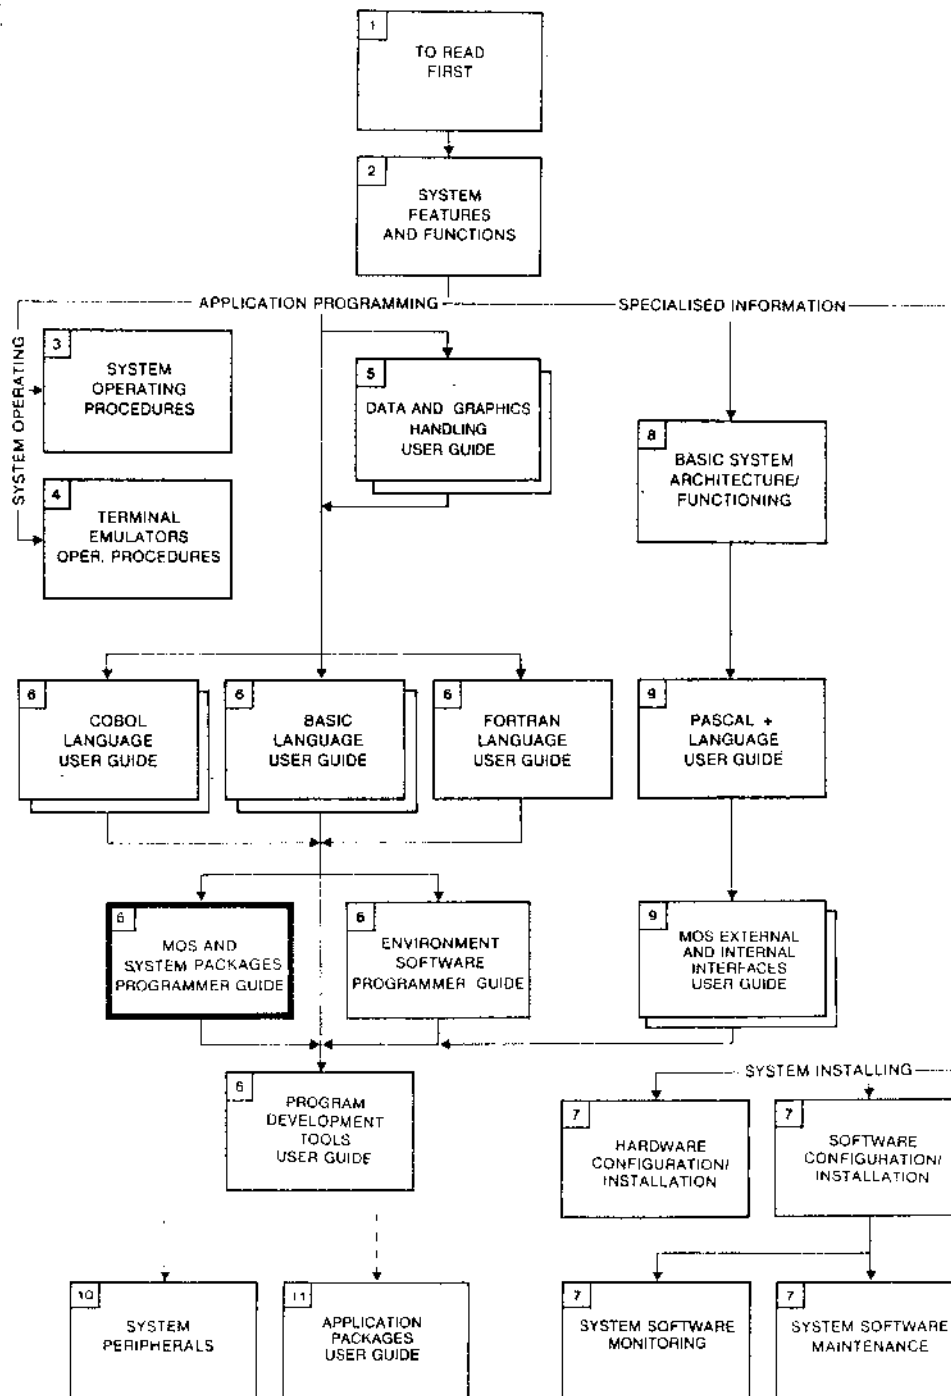 1
TO READ
FIRST
2
SYSTEM
FEATURES
AND FUNCTIONS
APPLICATION PROGRAMMING
SPECIALISED INFORMATION
SYSTEM OPERATING
3
SYSTEM
OPERATING
PROCEDURES
4
TERMINAL
EMULATORS
OPER. PROCEDURES
5
DATA AND GRAPHICS
HANDLING
USER GUIDE
8
BASIC SYSTEM
ARCHITECTURE/
FUNCTIONING
6
COBOL
LANGUAGE
USER GUIDE
6
BASIC
LANGUAGE
USER GUIDE
6
FORTRAN
LANGUAGE
USER GUIDE
9
PASCAL +
LANGUAGE
USER GUIDE
6
MOS AND
SYSTEM PACKAGES
PROGRAMMER GUIDE
6
ENVIRONMENT
SOFTWARE
PROGRAMMER GUIDE
9
MOS EXTERNAL
AND INTERNAL
INTERFACES
USER GUIDE
6
PROGRAM
DEVELOPMENT
TOOLS
USER GUIDE
SYSTEM INSTALLING
7
HARDWARE
CONFIGURATION/
INSTALLATION
7
SOFTWARE
CONFIGURATION/
INSTALLATION
10
SYSTEM
PERIPHERALS
11
APPLICATION
PACKAGES
USER GUIDE
7
SYSTEM SOFTWARE
MONITORING
7
SYSTEM SOFTWARE
MAINTENANCE